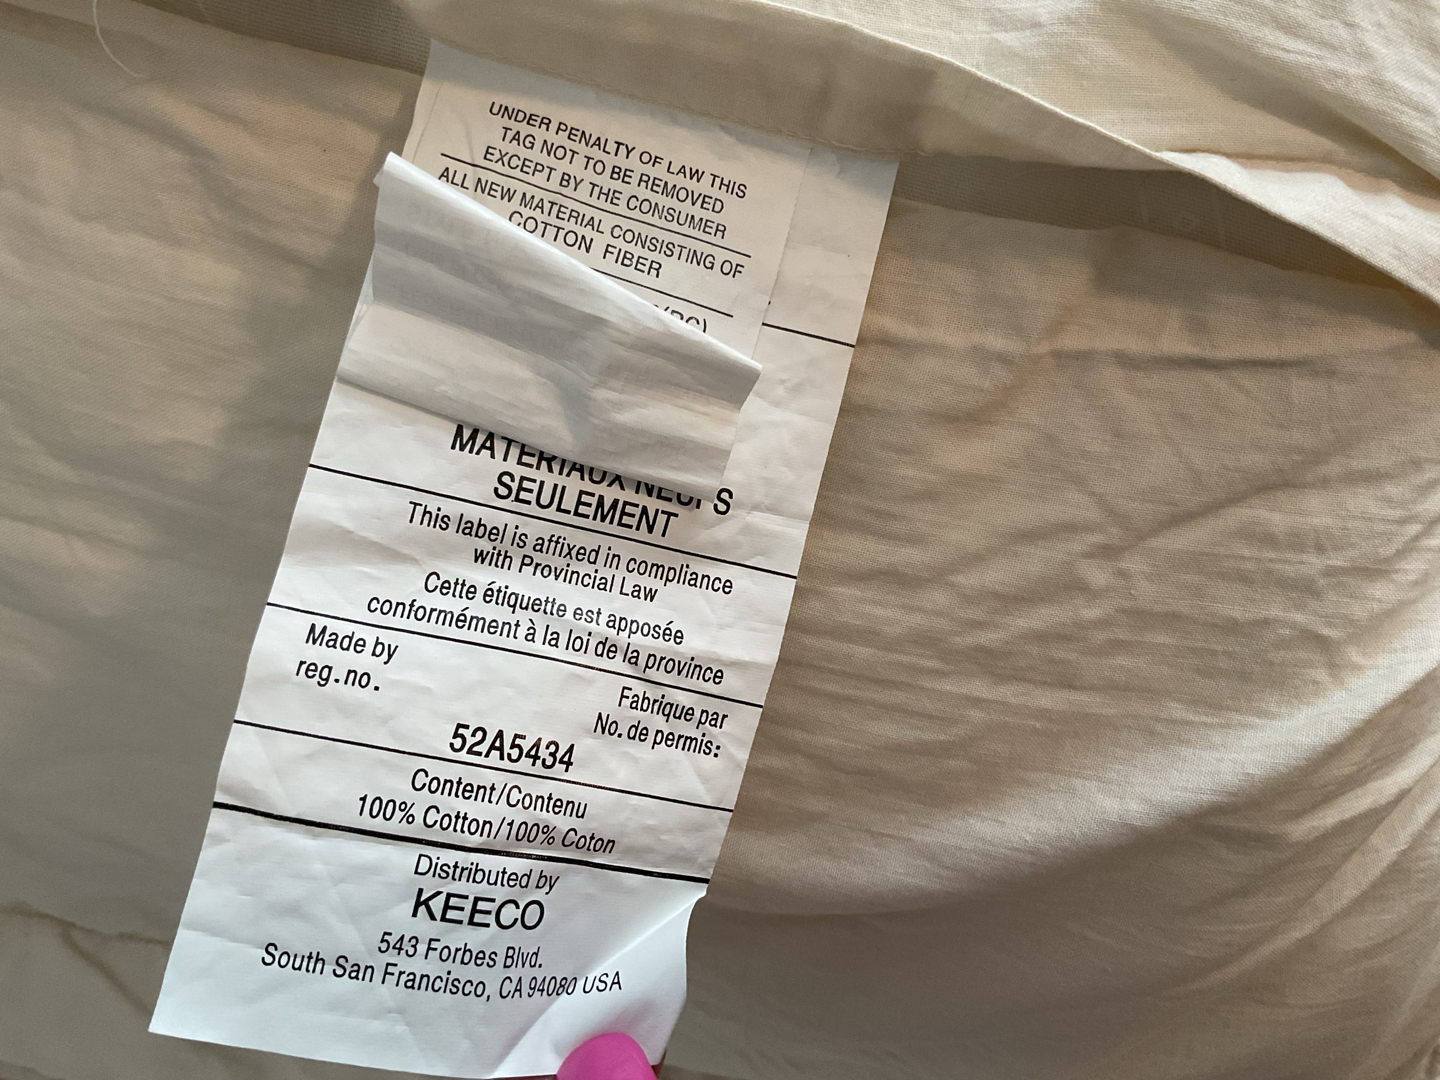 UNDER PENALTY OF LAW THIS
TAG NOT TO BE REMOVED
EXCEPT BY THE CONSUMER
ALL NEW MATERIAL CONSISTING OF
COTTON FIBER
MATERIAUX NEUFS
SEULEMENT
This label is affixed in compliance
with Provincial Law
Cette étiquette est apposée
conformément à la loi de la province
Made by
reg.no.
Fabrique par
No. de permis:
52A5434
Content/Contenu
100% Cotton/100% Coton
Distributed by
KEECO
543 Forbes Blvd.
South San Francisco, CA 94080 USA